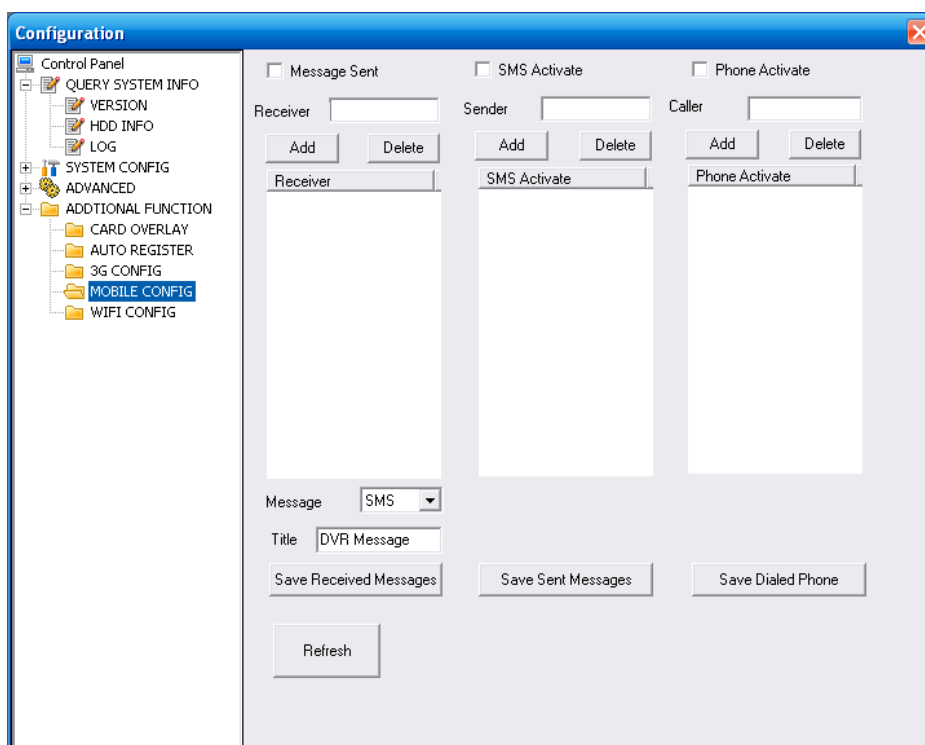 Configuration
Control Panel
QUERY SYSTEM INFO
VERSION
HDD INFO
LOG
SYSTEM CONFIG
ADVANCED
ADDTIONAL FUNCTION
CARD OVERLAY
AUTO REGISTER
3G CONFIG
MOBILE CONFIG
WIFI CONFIG
Message Sent
SMS Activate
Phone Activate
Receiver
Sender
Caller
Add
Delete
Add
Delete
Add
Delete
Receiver
SMS Activate
Phone Activate
Message
SMS
Title
DVR Message
Save Received Messages
Save Sent Messages
Save Dialed Phone
Refresh